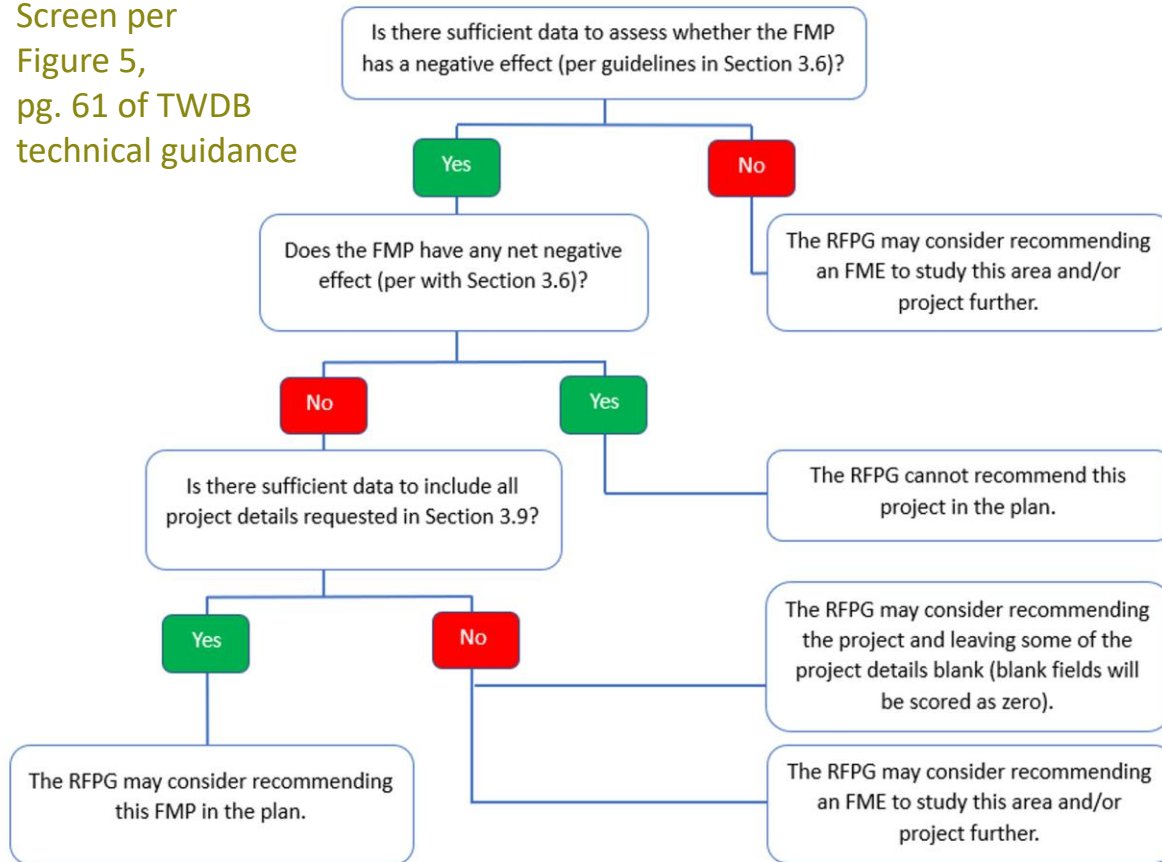 Screen per
Figure 5,
pg. 61 of TWDB
technical guidance
Is there sufficient data to assess whether the FMP
has a negative effect (per guidelines in Section 3.6)?
Yes
No
Does the FMP have any net negative
effect (per with Section 3.6)?
The RFPG may consider recommending
an FME to study this area and/or
project further.
No
Yes
Is there sufficient data to include all
project details requested in Section 3.9?
The RFPG cannot recommend this
project in the plan.
Yes
No
The RFPG may consider recommending
the project and leaving some of the
project details blank (blank fields will
be scored as zero).
The RFPG may consider recommending
this FMP in the plan.
The RFPG may consider recommending
an FME to study this area and/or
project further.